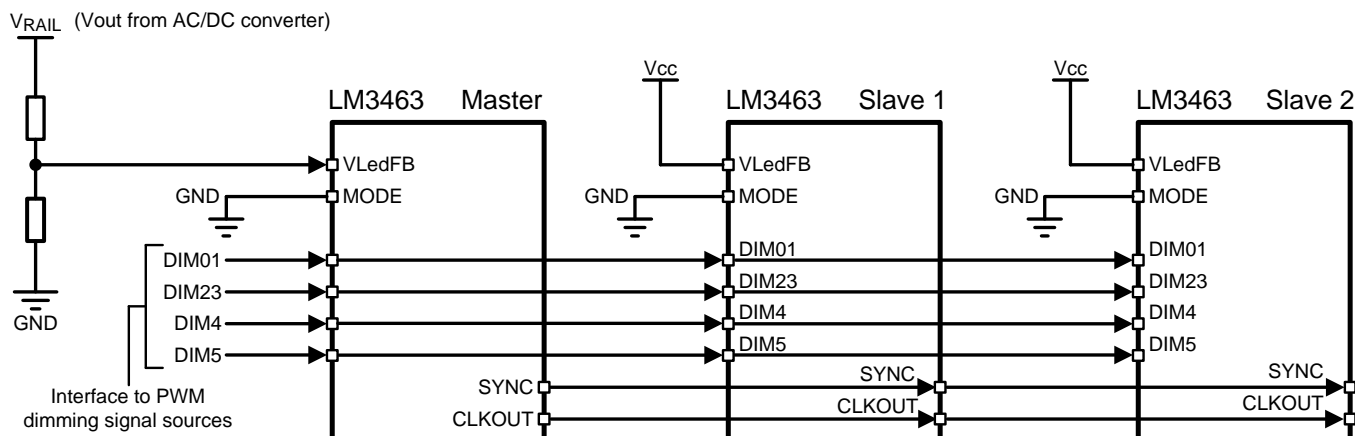 VRAIL (Vout from AC/DC converter)
Vcc
Vcc
LM3463 Master
LM3463 Slave 1
LM3463 Slave 2
VLedFB
VLedFB
VLedFB
GND
MODE
GND
MODE
GND
MODE
DIM01
DIM01
DIM01
DIM23
DIM23
DIM23
GND
DIM4
DIM4
DIM4
DIM5
DIM5
DIM5
Interface to PWM
dimming signal sources
SYNC
SYNC
SYNC
CLKOUT
CLKOUT
CLKOUT